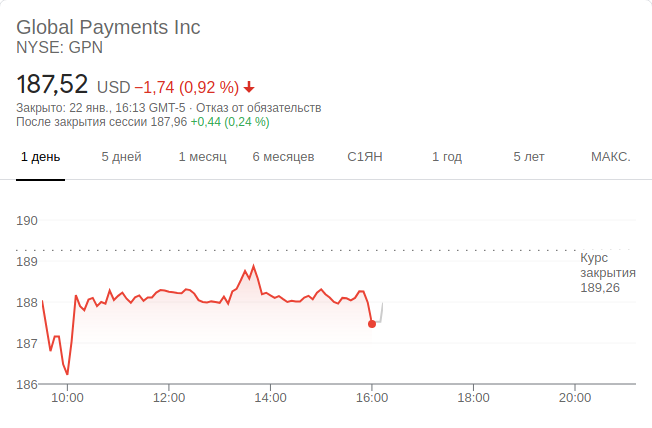 Global Payments Inc
NYSE: GPN
187,52 USD −1,74 (0,92 %)
Закрыто: 22 янв., 16:13 GMT-5 · Отказ от обязательств
После закрытия сессии 187,96 +0,44 (0,24 %)
1 день 5 дней 1 месяц 6 месяцев С1ЯН 1 год 5 лет МАКС.
190
189
188
187
186
Курс
закрытия
189,26
10:00 12:00 14:00 16:00 18:00 20:00